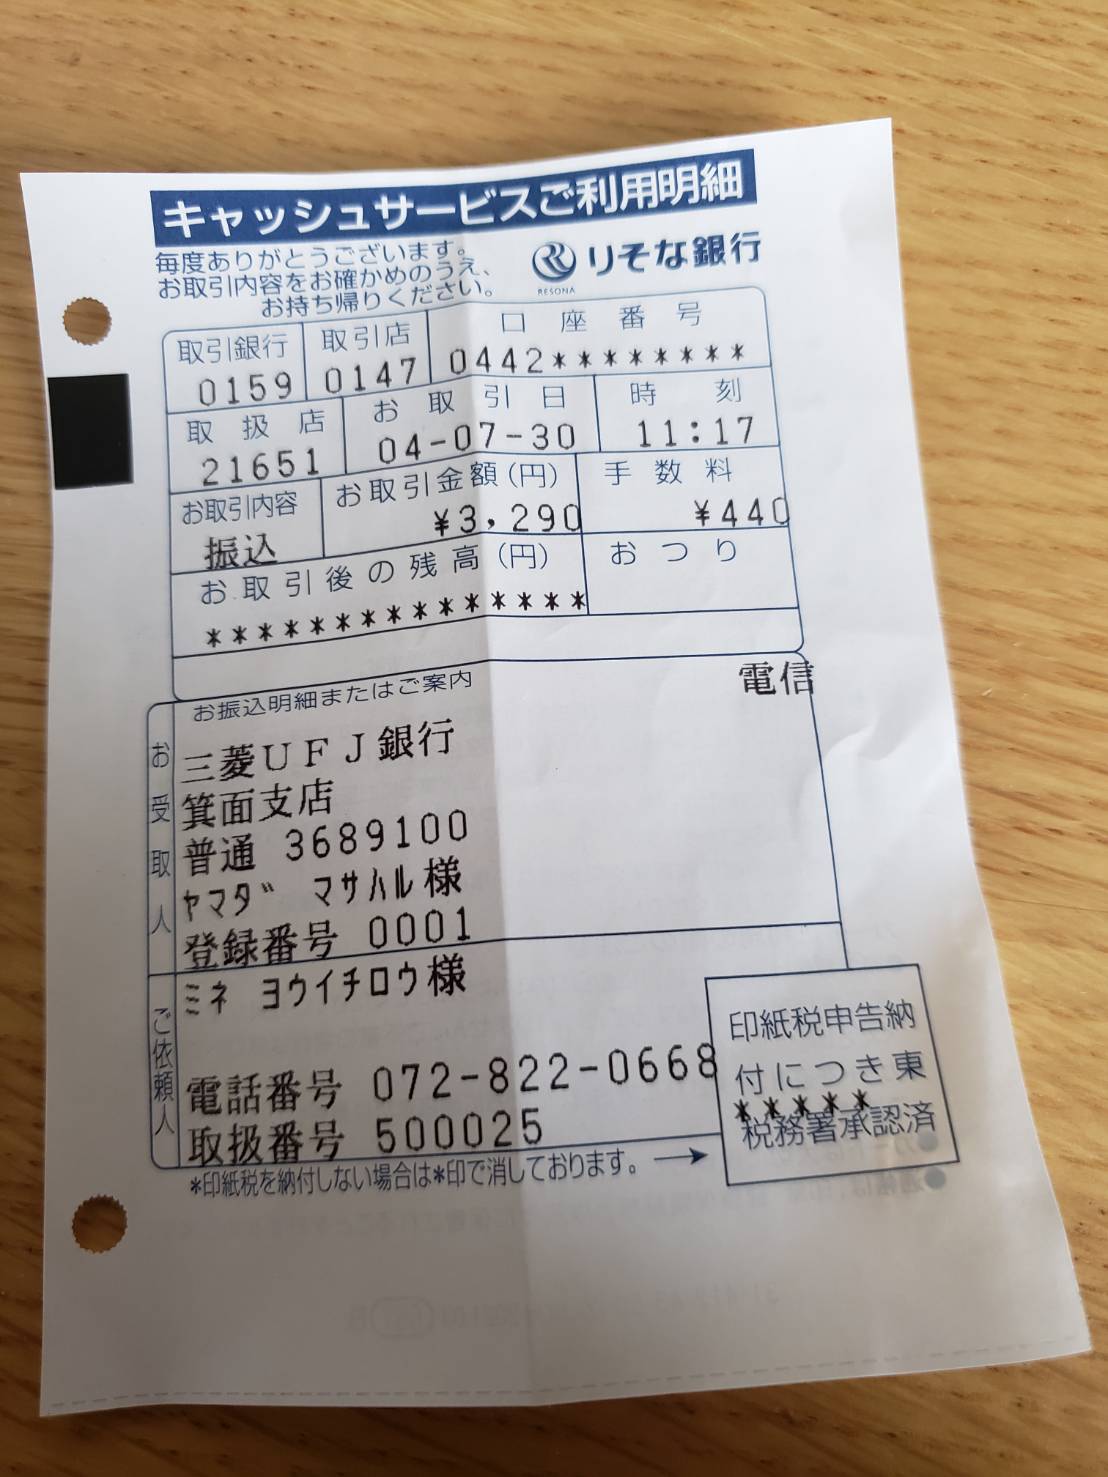 キャッシュサービスご利用明細
毎度ありがとうございます。
お取引内容をお確かめのうえ、
お持ち帰りください。
りそな銀行
RESONA
取引銀行 取引店 口座番号
0159 0147 0442********
取扱店 お取引日 時刻
21651 04-07-30 11:17
お取引内容 お取引金額(円) 手数料
振込 ¥3,290 ¥440
お取引後の残高(円) おつり
***************
お振込明細またはご案内 電信
お受取人
三菱UFJ銀行
箕面支店
普通 3689100
ヤマダ マサハル様
登録番号 0001
ご依頼人
ミネ ヨウイチロウ様
電話番号 072-822-0668
取扱番号 500025
*印紙税を納付しない場合は*印で消しております。→
印紙税申告納
付につき東
*****
税務署承認済